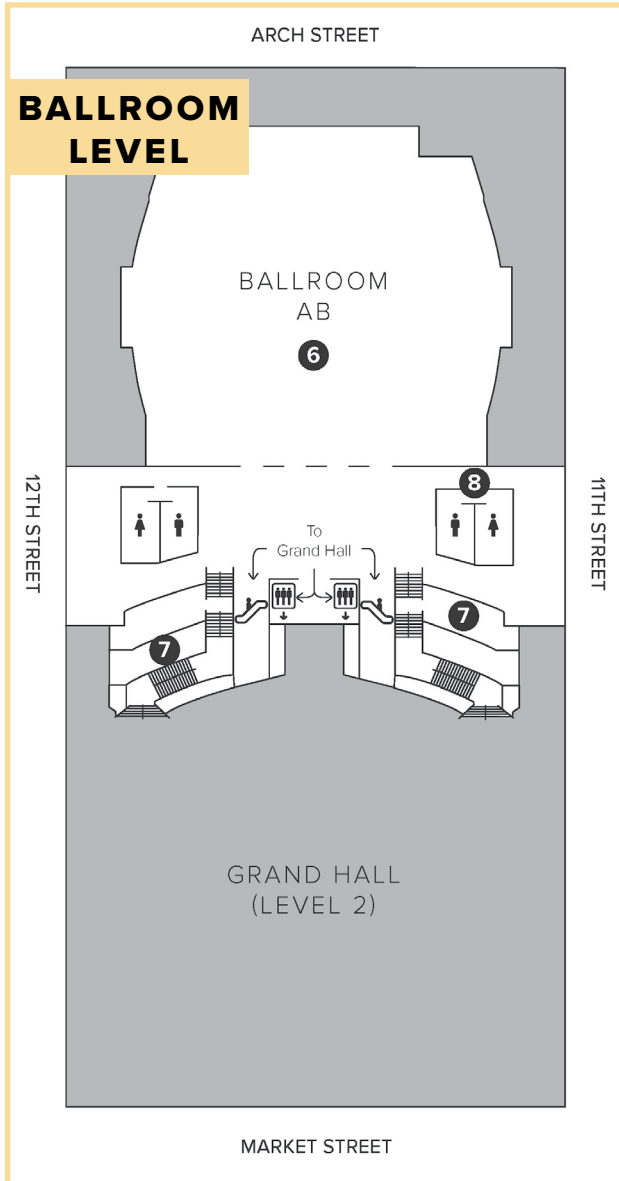 ARCH STREET
BALLROOM
LEVEL
BALLROOM
AB
6
12TH STREET
8
11TH STREET
To
Grand Hall
7
7
GRAND HALL
(LEVEL 2)
MARKET STREET